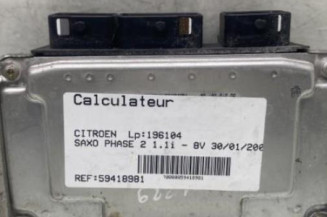 Calculateur
CITROEN Lp:196104
SAXO PHASE 2 1.1i - 8V 30/01/200
REF:59418981